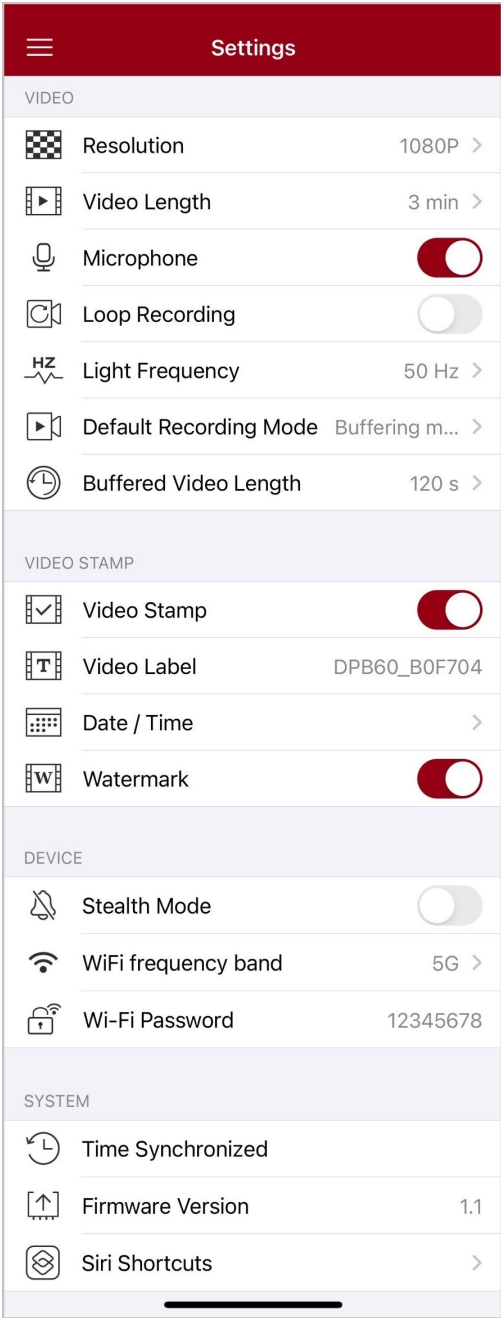 Settings
VIDEO
Resolution 1080P
Video Length 3 min
Microphone
Loop Recording
HZ Light Frequency 50 Hz
Default Recording Mode Buffering m...
Buffered Video Length 120 s
VIDEO STAMP
Video Stamp
T Video Label DPB60_B0F704
Date / Time
W Watermark
DEVICE
Stealth Mode
WiFi frequency band 5G
Wi-Fi Password 12345678
SYSTEM
Time Synchronized
Firmware Version 1.1
Siri Shortcuts